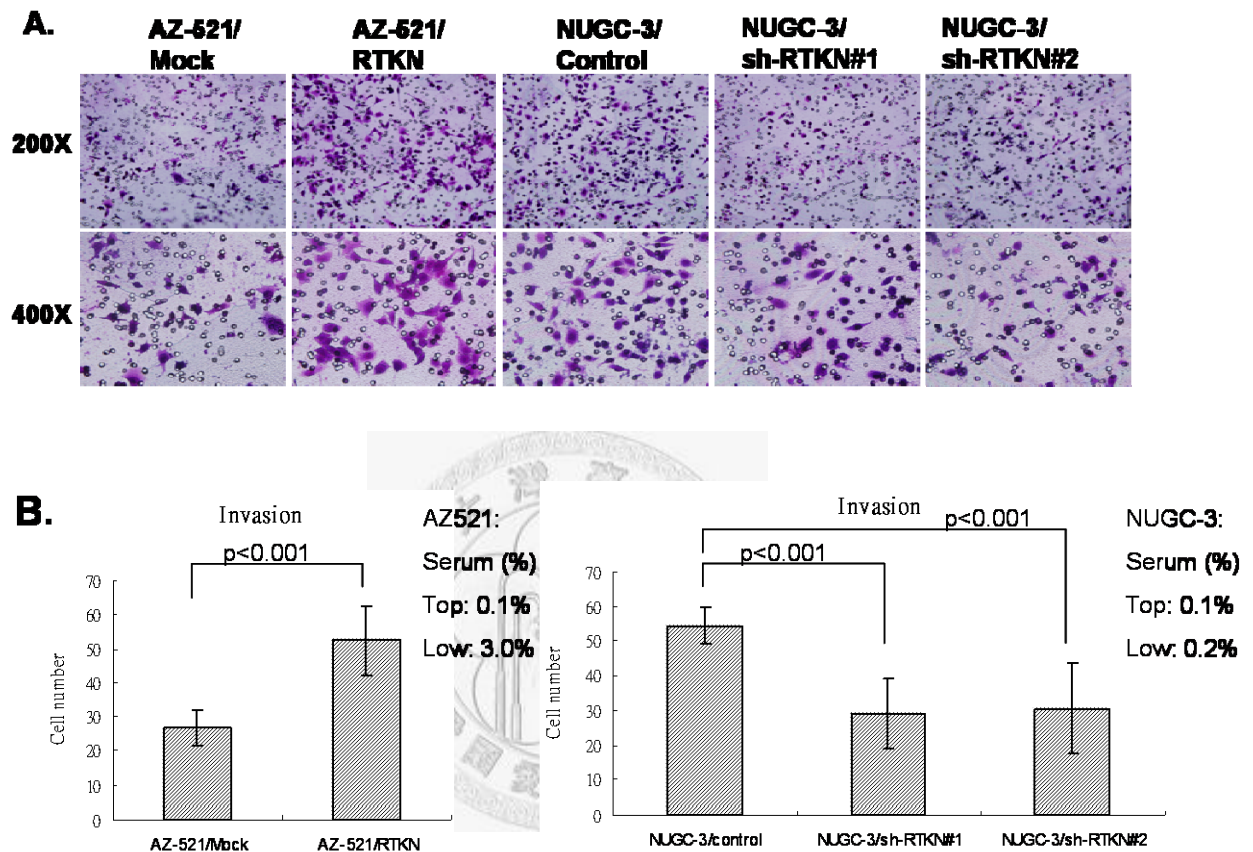 A.
AZ-521/
Mock
AZ-521/
RTKN
NUGC-3/
Control
NUGC-3/
sh-RTKN#1
NUGC-3/
sh-RTKN#2
200X
400X
B.
Invasion
p<0.001
Cell number
70
60
50
40
30
20
10
0
AZ-521/Mock
AZ-521/RTKN
AZ521:
Serum (%)
Top: 0.1%
Low: 3.0%
Invasion
p<0.001
p<0.001
Cell number
70
60
50
40
30
20
10
0
NUGC-3/control
NUGC-3/sh-RTKN#1
NUGC-3/sh-RTKN#2
NUGC-3:
Serum (%)
Top: 0.1%
Low: 0.2%